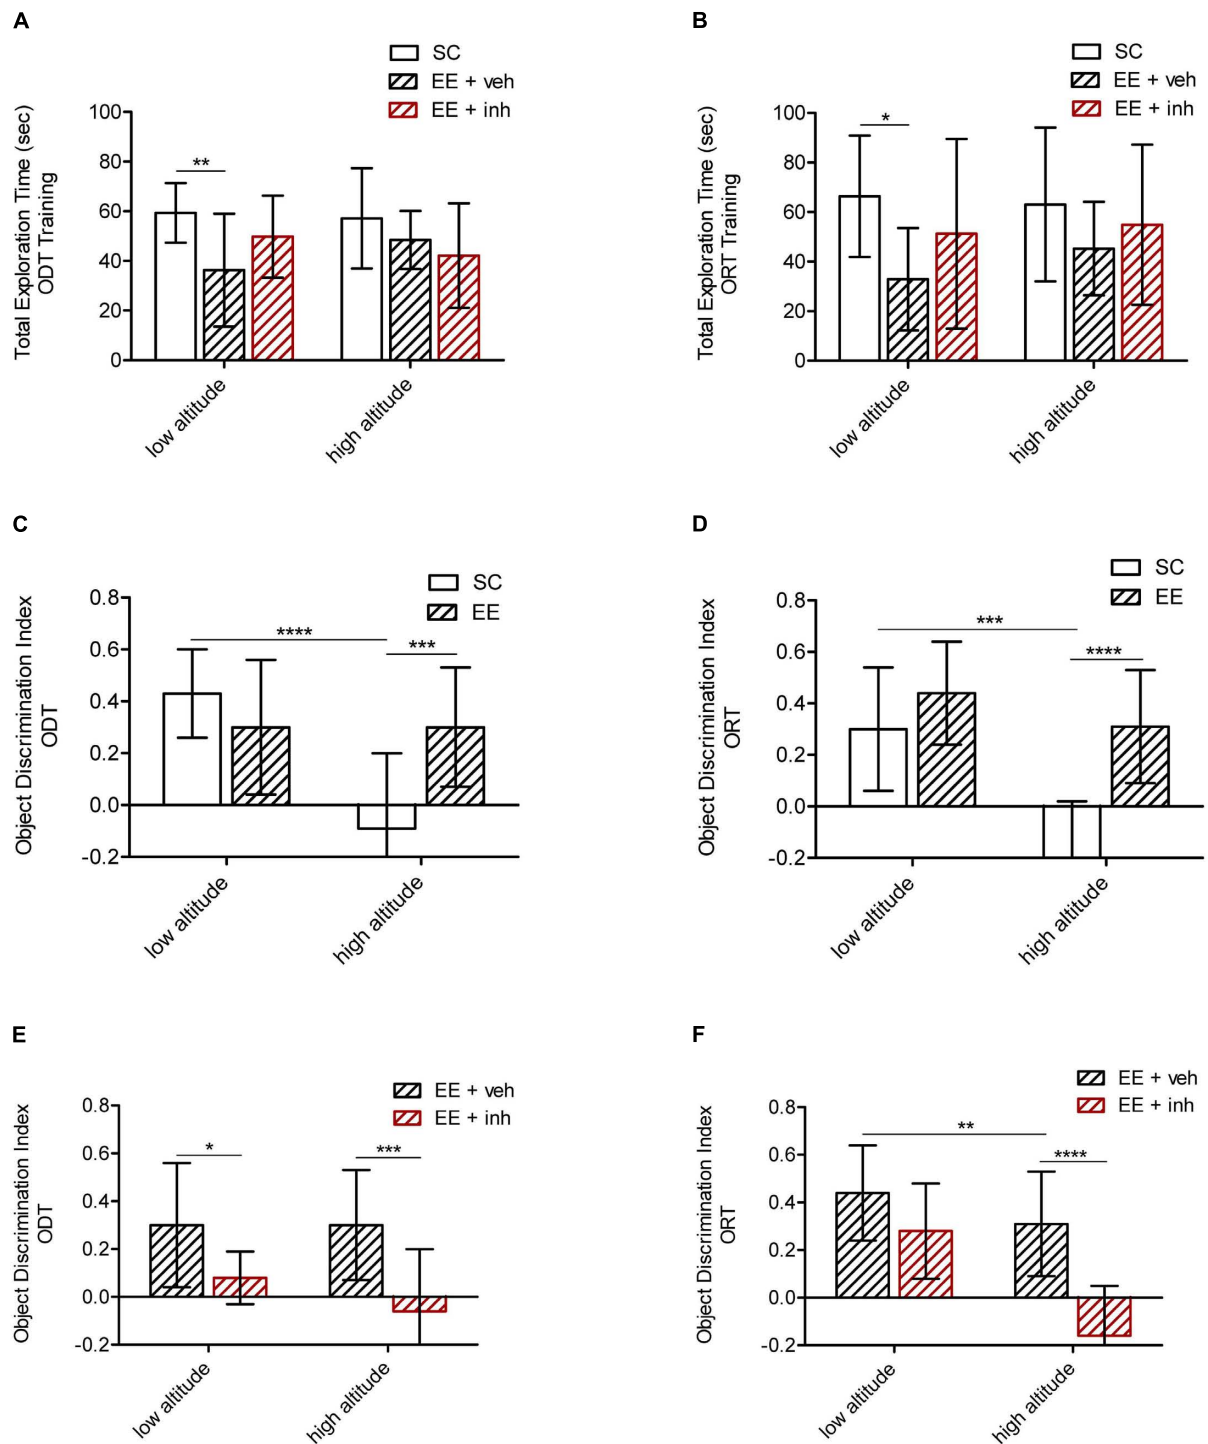 A
SC
EE + veh
EE + inh
Total Exploration Time (sec)
ODT Training
100
80
60
40
20
0
**
low altitude
high altitude
B
SC
EE + veh
EE + inh
Total Exploration Time (sec)
ORT Training
100
80
60
40
20
0
*
low altitude
high altitude
C
SC
EE
Object Discrimination Index
ODT
0.8
0.6
0.4
0.2
0.0
-0.2
****
***
low altitude
high altitude
D
SC
EE
Object Discrimination Index
ORT
0.8
0.6
0.4
0.2
0.0
-0.2
***
****
low altitude
high altitude
E
EE + veh
EE + inh
Object Discrimination Index
ODT
0.8
0.6
0.4
0.2
0.0
-0.2
*
***
low altitude
high altitude
F
EE + veh
EE + inh
Object Discrimination Index
ORT
0.8
0.6
0.4
0.2
0.0
-0.2
**
****
low altitude
high altitude